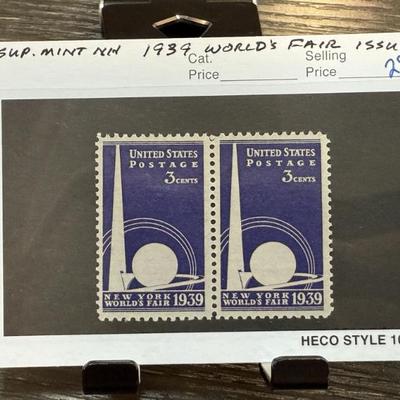 SUP. MINT NH 1939 WORLD'S FAIR ISSU
Cat. Selling
Price Price
UNITED STATES
POSTAGE
3 CENTS
NEW YORK
WORLD'S FAIR 1939
UNITED STATES
POSTAGE
3 CENTS
NEW YORK
WORLD'S FAIR 1939
HECO STYLE 10